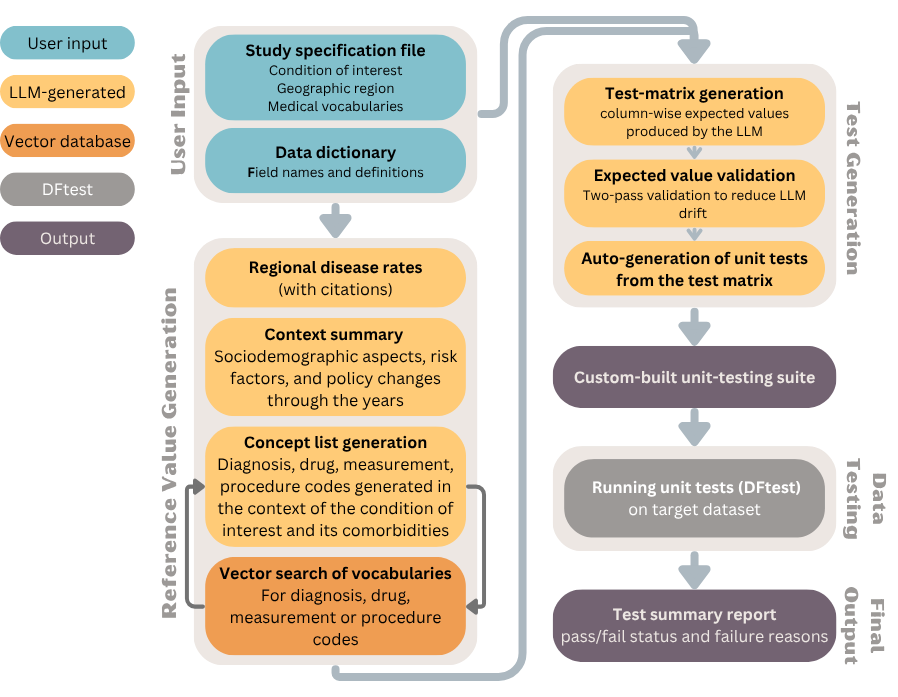 User input
LLM-generated
Vector database
DFtest
Output
User Input
Study specification file
Condition of interest
Geographic region
Medical vocabularies
Data dictionary
Field names and definitions
Reference Value Generation
Regional disease rates
(with citations)
Context summary
Sociodemographic aspects, risk
factors, and policy changes
through the years
Concept list generation
Diagnosis, drug, measurement,
procedure codes generated in
the context of the condition of
interest and its comorbidities
Vector search of vocabularies
For diagnosis, drug,
measurement or procedure
codes
Test Generation
Test-matrix generation
column-wise expected values
produced by the LLM
Expected value validation
Two-pass validation to reduce LLM
drift
Auto-generation of unit tests
from the test matrix
Custom-built unit-testing suite
Data
Testing
Running unit tests (DFtest)
on target dataset
Final
Output
Test summary report
pass/fail status and failure reasons